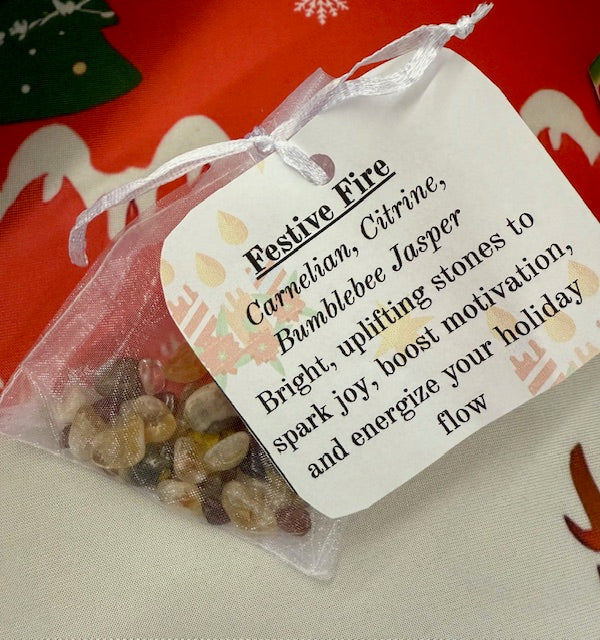 Festive Fire
Carnelian, Citrine,
Bumblebee Jasper
Bright, uplifting stones to
spark joy, boost motivation,
and energize your holiday
flow